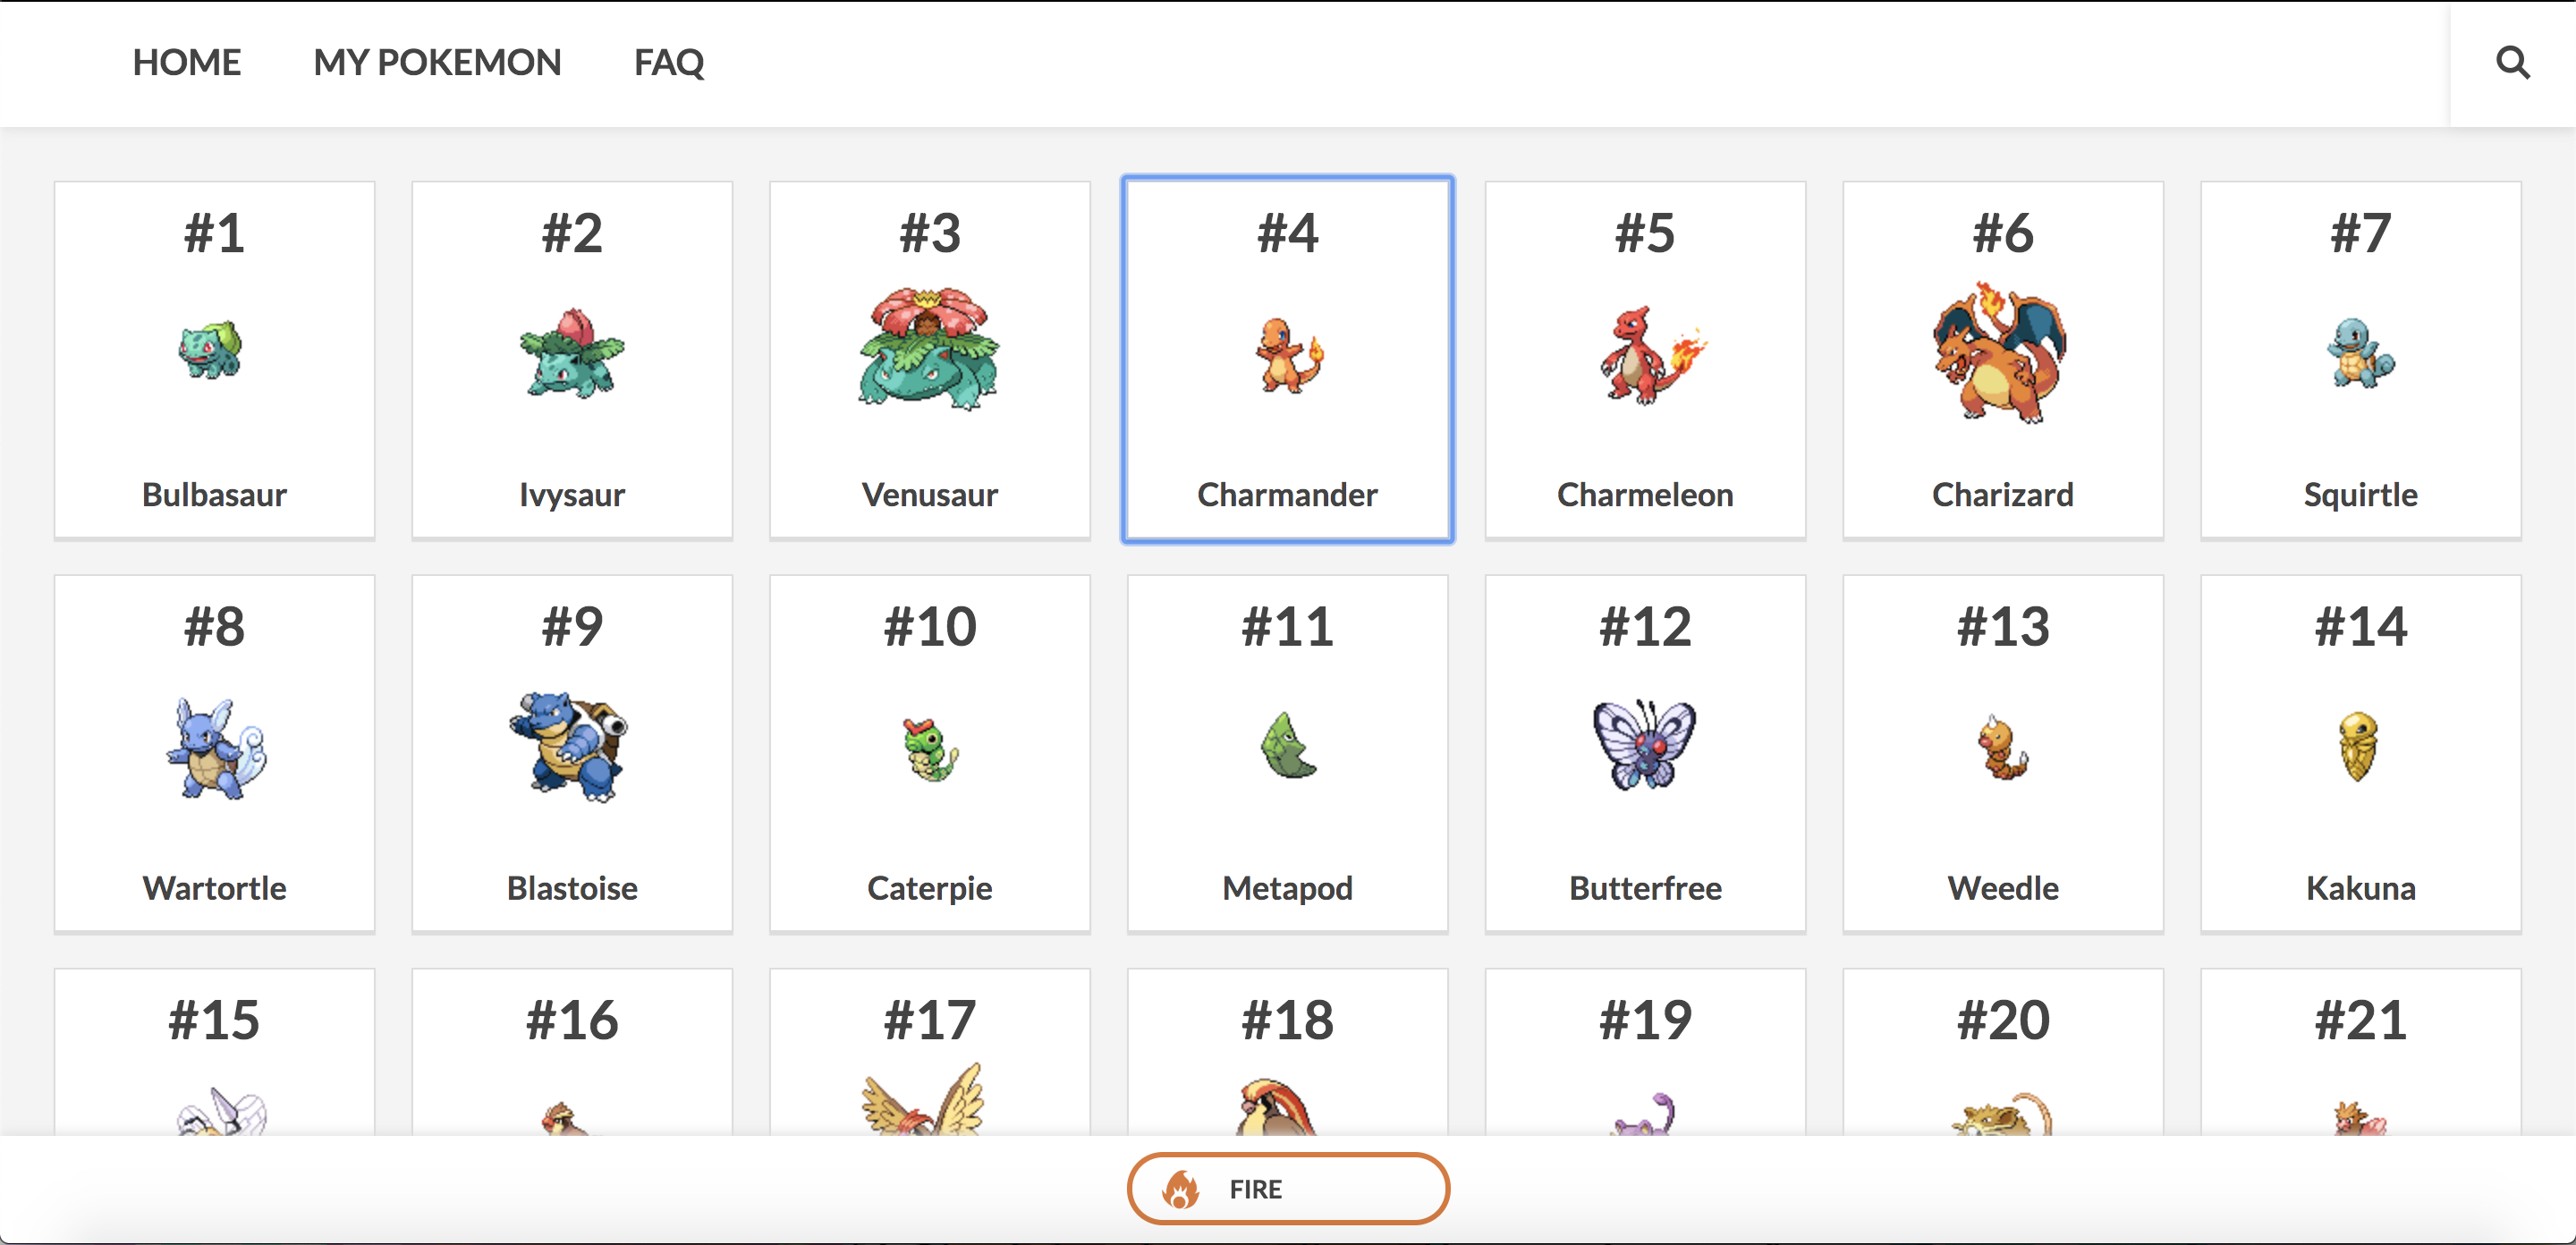 HOME MY POKEMON FAQ
#1 #2 #3 #4 #5 #6 #7
Bulbasaur Ivysaur Venusaur Charmander Charmeleon Charizard Squirtle
#8 #9 #10 #11 #12 #13 #14
Wartortle Blastoise Caterpie Metapod Butterfree Weedle Kakuna
#15 #16 #17 #18 #19 #20 #21
FIRE